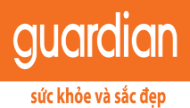 guardian
sức khỏe và sắc đẹp